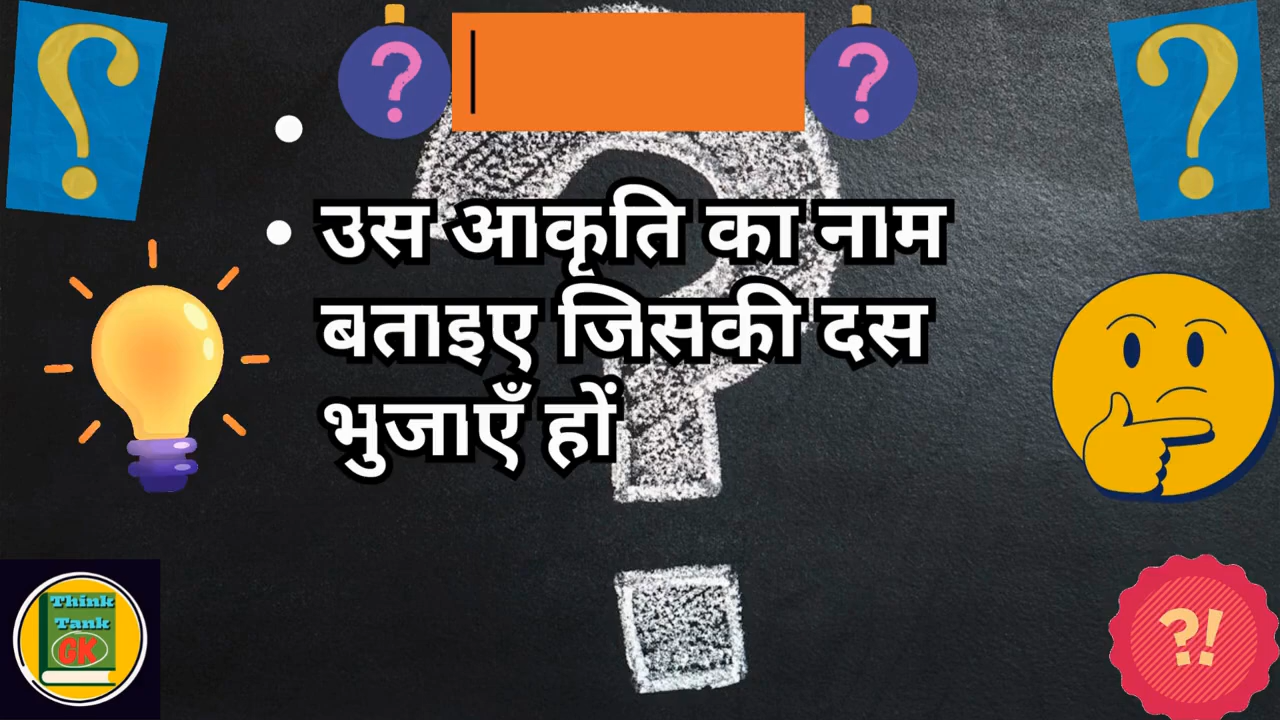 ?
?
?
?
उस आकृति का नाम
बताइए जिसकी दस
भुजाएँ हों
Think
Tank
GK
?!